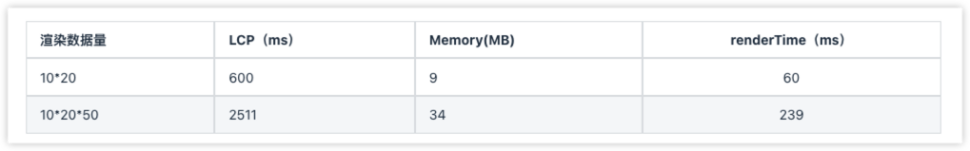 渲染数据量 LCP（ms） Memory(MB) renderTime（ms）
10*20 600 9 60
10*20*50 2511 34 239